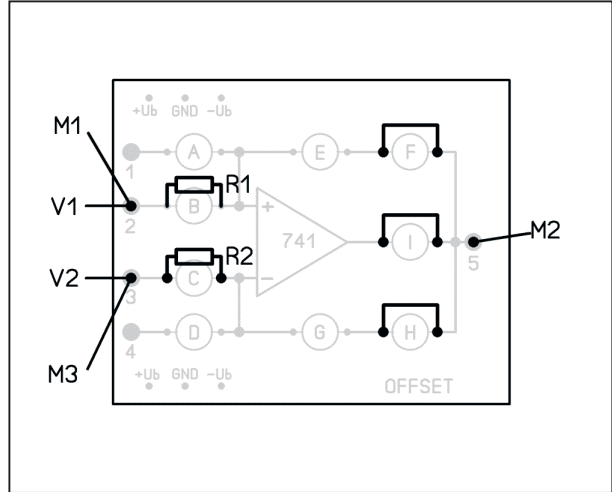 +Ub GND -Ub
M1
A E F
1
R1
V1 B +
2
M2
741 I
5
R2
V2 C -
3
D G H
4
M3
+Ub GND -Ub
OFFSET